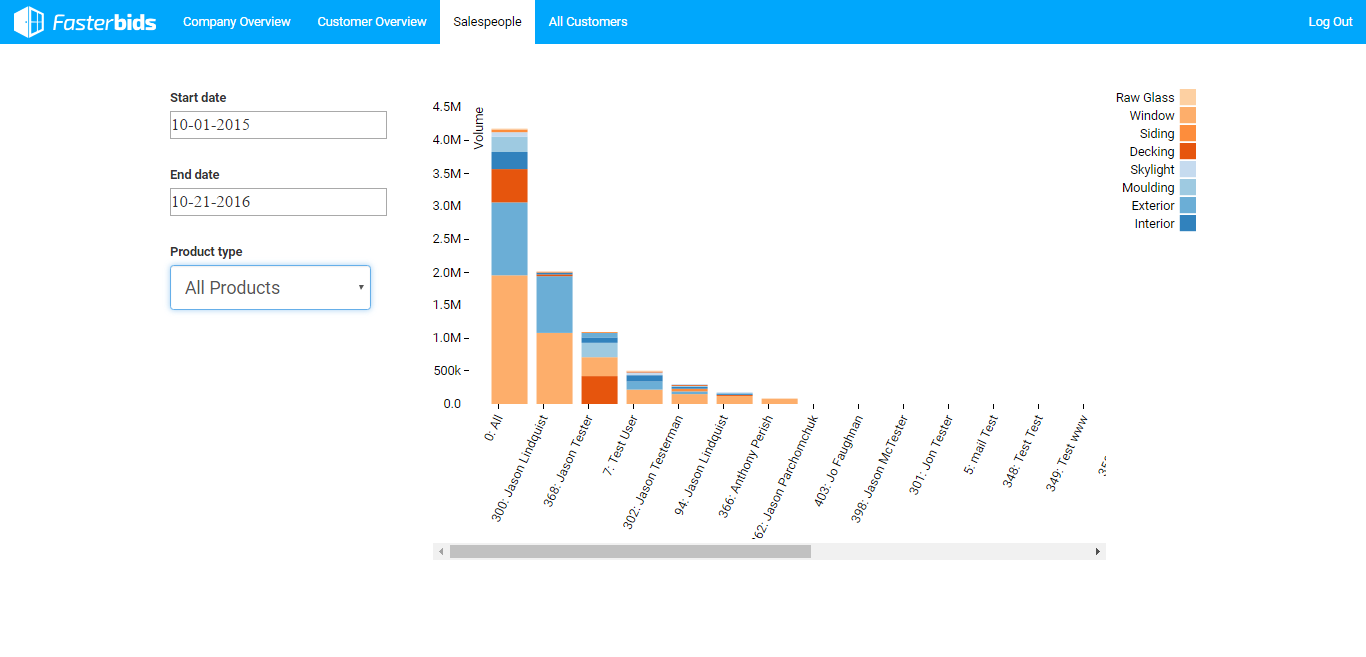 Fasterbids Company Overview Customer Overview Salespeople All Customers Log Out
Start date
10-01-2015
End date
10-21-2016
Product type
All Products
Volume
4.5M
4.0M
3.5M
3.0M
2.5M
2.0M
1.5M
1.0M
500k
0.0
0: All
300: Jason Lindquist
368: Jason Tester
7: Test User
302: Jason Testerman
94: Jason Lindquist
366: Anthony Perish
62: Jason Parchomchuk
403: Jo Faughnan
398: Jason McTester
301: Jon Tester
5: mail Test
348: Test Test
349: Test www
Raw Glass
Window
Siding
Decking
Skylight
Moulding
Exterior
Interior